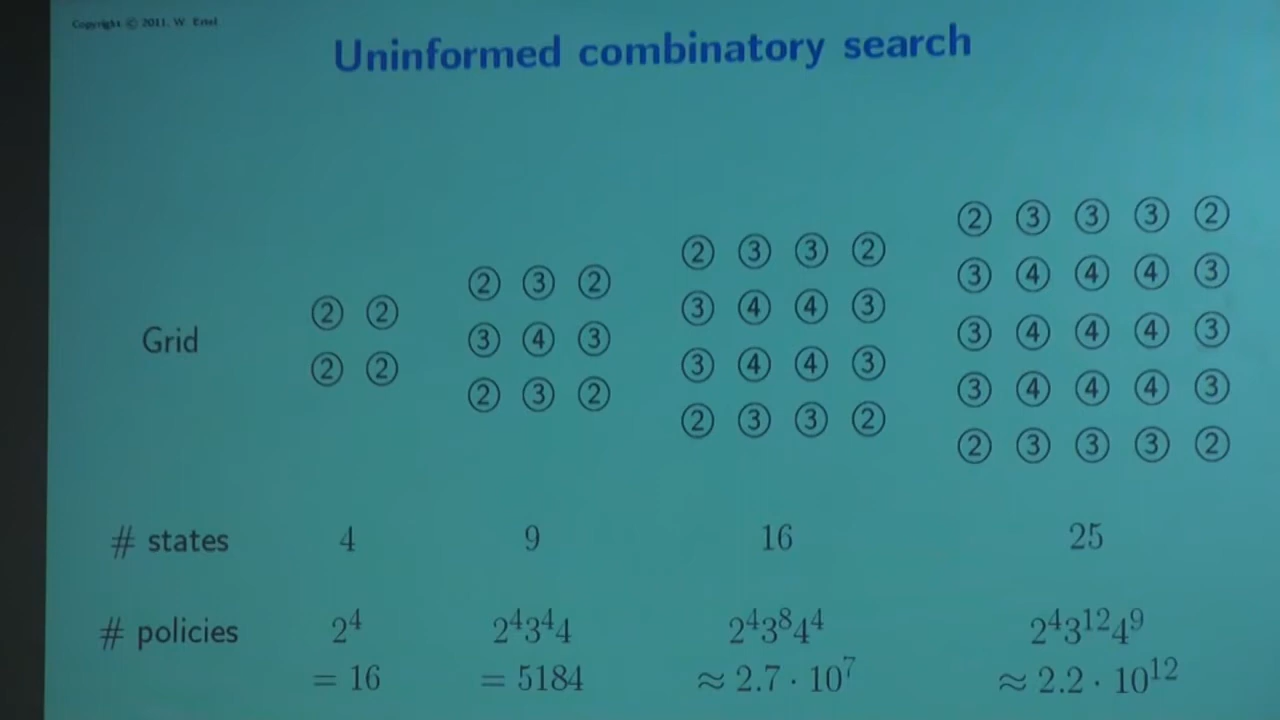 Copyright © 2011, W. Ertel
Uninformed combinatory search
② ③ ③ ③ ②
② ③ ③ ②
③ ④ ④ ④ ③
② ③ ②
② ②
③ ④ ④ ③
Grid
③ ④ ③
③ ④ ④ ④ ③
② ②
③ ④ ④ ③
② ③ ②
③ ④ ④ ④ ③
② ③ ③ ②
② ③ ③ ③ ②
# states 4 9 16 25
# policies 2⁴ 2⁴3⁴4 2⁴3⁸4⁴ 2⁴3¹²4⁹
= 16 = 5184 ≈ 2.7 · 10⁷ ≈ 2.2 · 10¹²